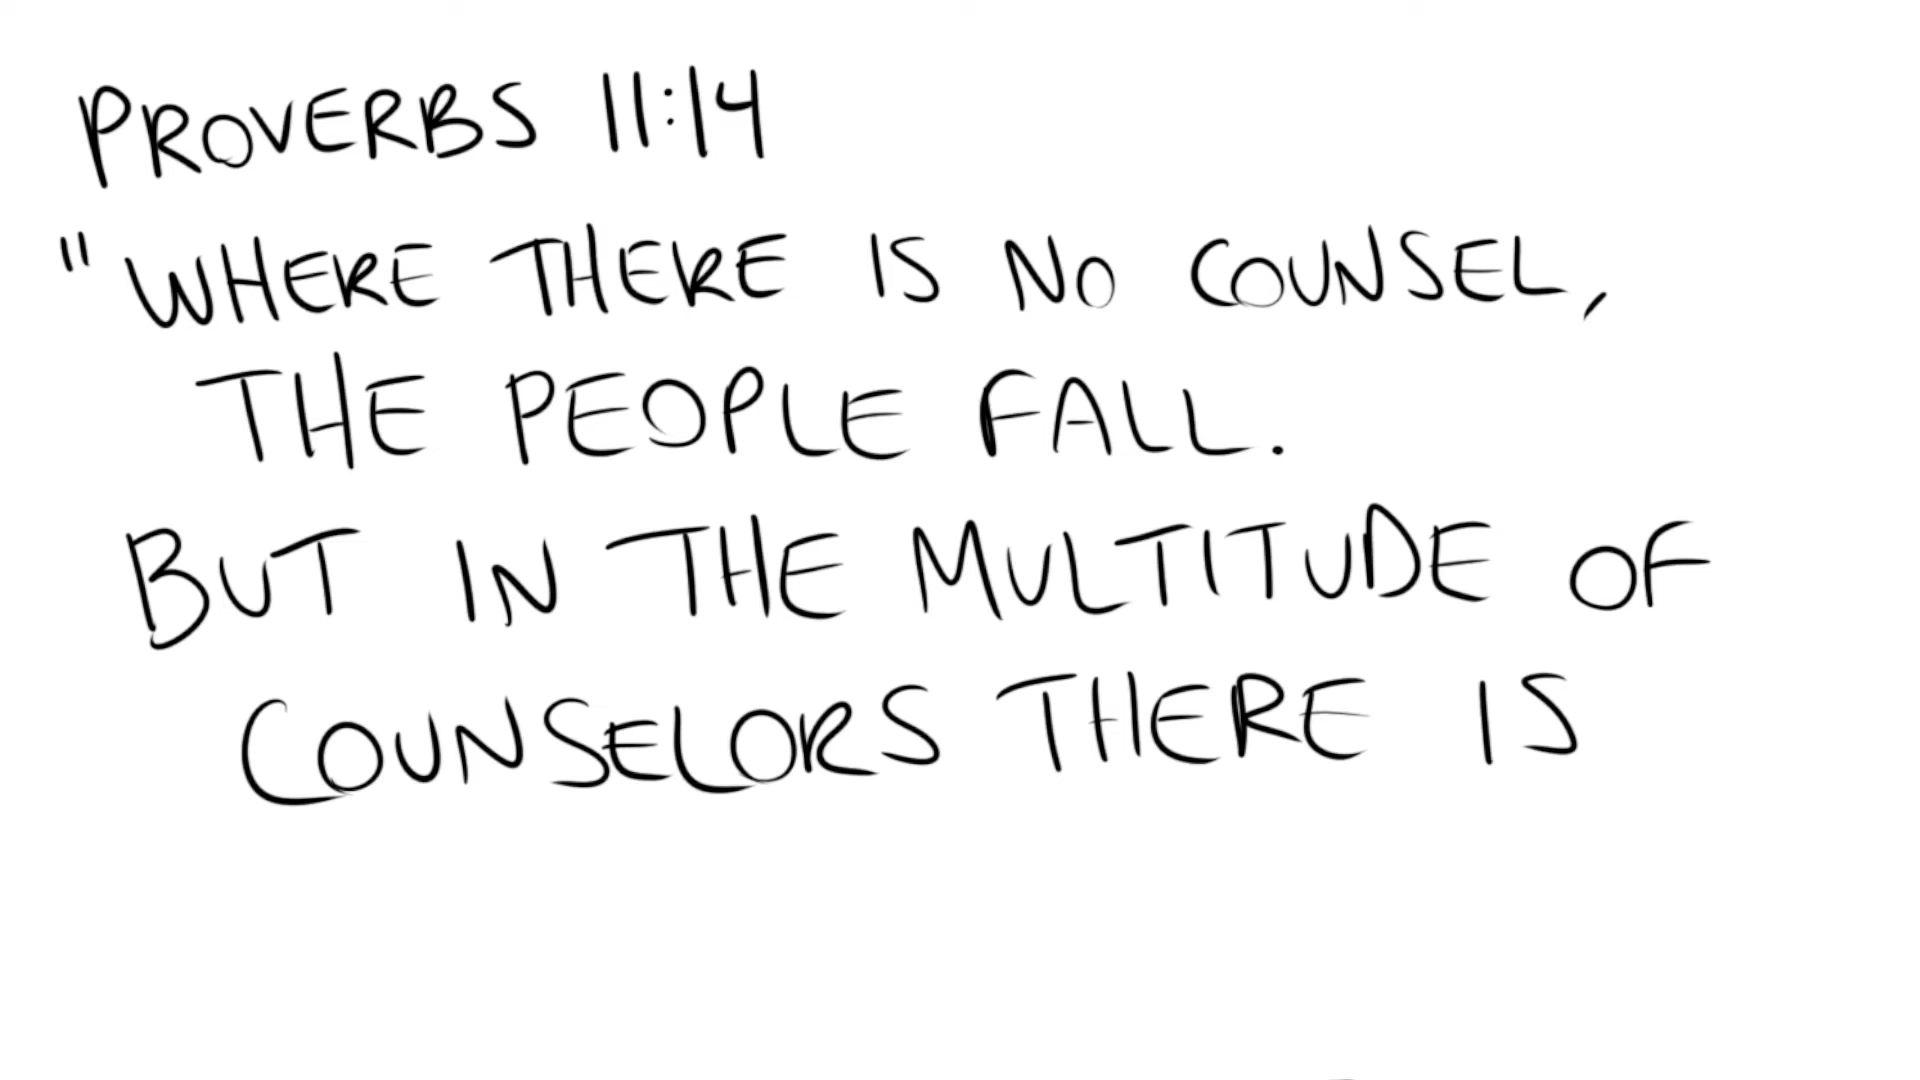 PROVERBS 11:14
"WHERE THERE IS NO COUNSEL,
THE PEOPLE FALL.
BUT IN THE MULTITUDE OF
COUNSELORS THERE IS